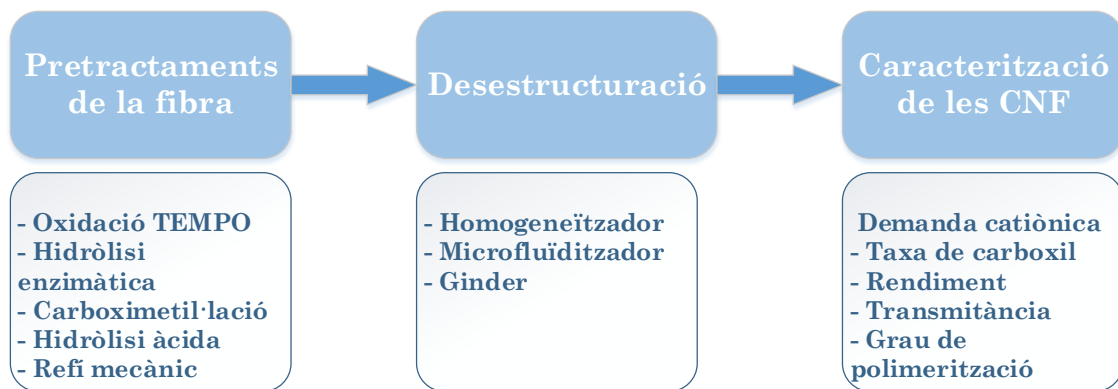 Pretractaments
de la fibra
Desestructuració
Caracterització
de les CNF
- Oxidació TEMPO
- Hidròlisi
enzimàtica
- Carboximetil·lació
- Hidròlisi àcida
- Refí mecànic
- Homogeneïtzador
- Microfluïditzador
- Ginder
Demanda catiònica
- Taxa de carboxil
- Rendiment
- Transmitància
- Grau de
polimerització